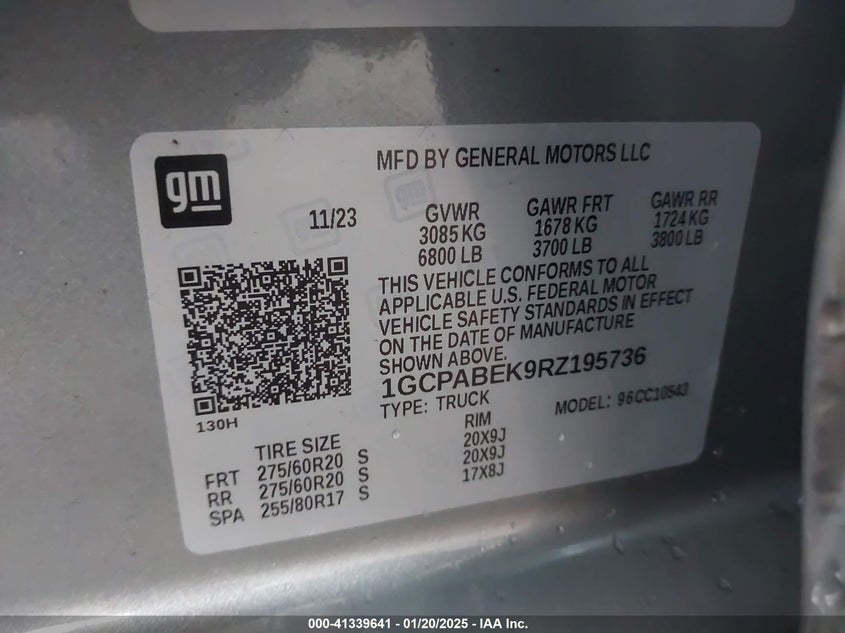 gm
MFD BY GENERAL MOTORS LLC
11/23
GVWR
3085 KG
6800 LB
GAWR FRT
1678 KG
3700 LB
GAWR RR
1724 KG
3800 LB
THIS VEHICLE CONFORMS TO ALL
APPLICABLE U.S. FEDERAL MOTOR
VEHICLE SAFETY STANDARDS IN EFFECT
ON THE DATE OF MANUFACTURE
SHOWN ABOVE.
1GCPABEK9RZ195736
TYPE: TRUCK
MODEL: 96CC10543
130H
TIRE SIZE
RIM
FRT 275/60R20 S 20X9J
RR 275/60R20 S 20X9J
SPA 255/80R17 S 17X8J
000-41339641 - 01/20/2025 - IAA Inc.